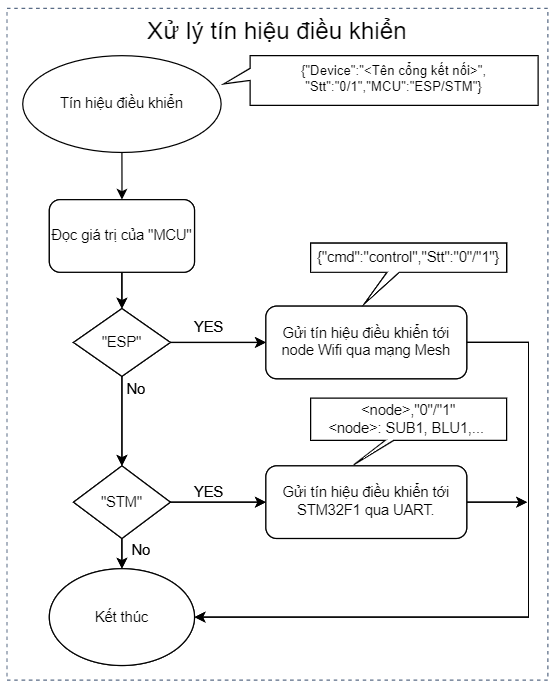 Xử lý tín hiệu điều khiển
{"Device":"<Tên cổng kết nối>",
"Stt":"0/1","MCU":"ESP/STM"}
Tín hiệu điều khiển
Đọc giá trị của "MCU"
{"cmd":"control","Stt":"0"/"1"}
"ESP"
YES
Gửi tín hiệu điều khiển tới
node Wifi qua mạng Mesh
No
<node>,"0"/"1"
<node>: SUB1, BLU1,...
"STM"
YES
Gửi tín hiệu điều khiển tới
STM32F1 qua UART.
No
Kết thúc